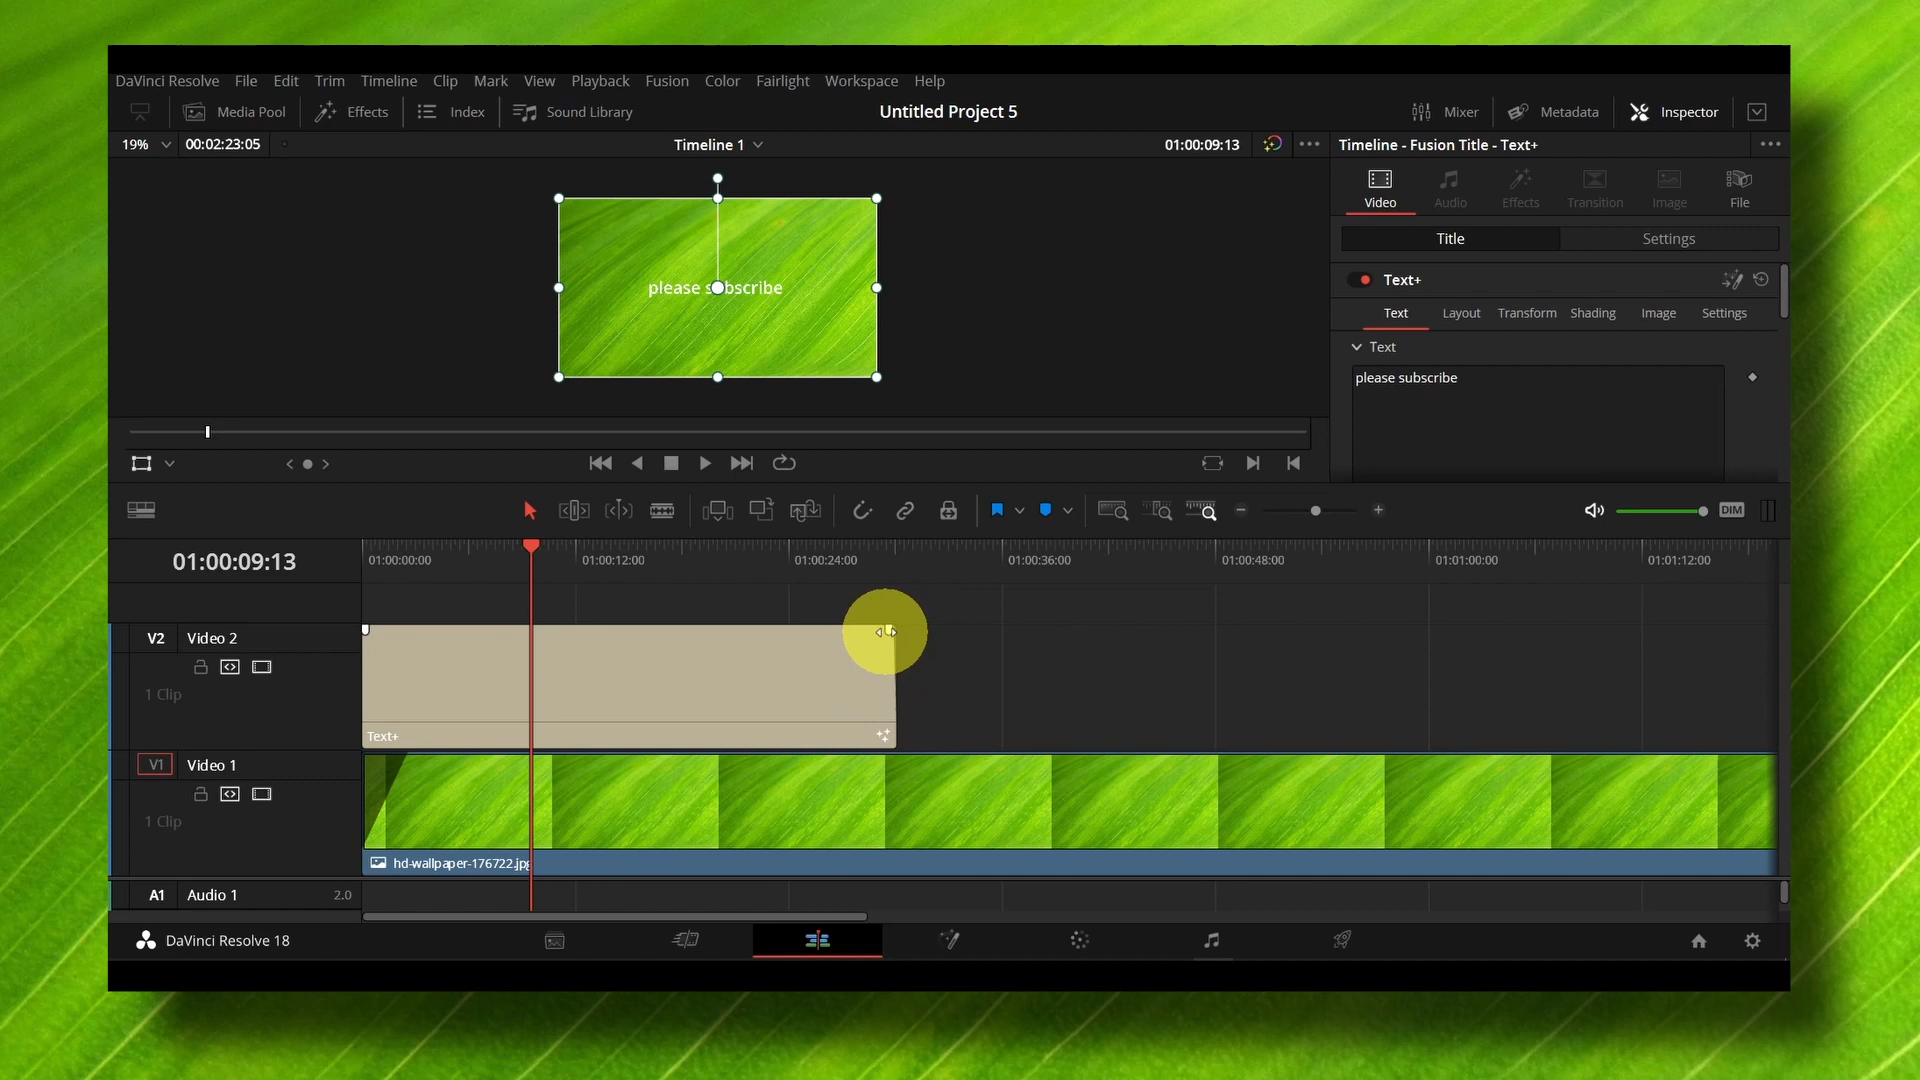 DaVinci Resolve File Edit Trim Timeline Clip Mark View Playback Fusion Color Fairlight Workspace Help
Media Pool Effects Index Sound Library Untitled Project 5 Mixer Metadata Inspector
19% 00:02:23:05 Timeline 1 01:00:09:13 Timeline - Fusion Title - Text+
Video Audio Effects Transition Image File
Title Settings
Text+
please subscribe
Text Layout Transform Shading Image Settings
Text
please subscribe
DIM
01:00:09:13 01:00:00:00 01:00:12:00 01:00:24:00 01:00:36:00 01:00:48:00 01:01:00:00 01:01:12:00
V2 Video 2
1 Clip
Text+
V1 Video 1
1 Clip
hd-wallpaper-176722.jpg
A1 Audio 1 2.0
DaVinci Resolve 18